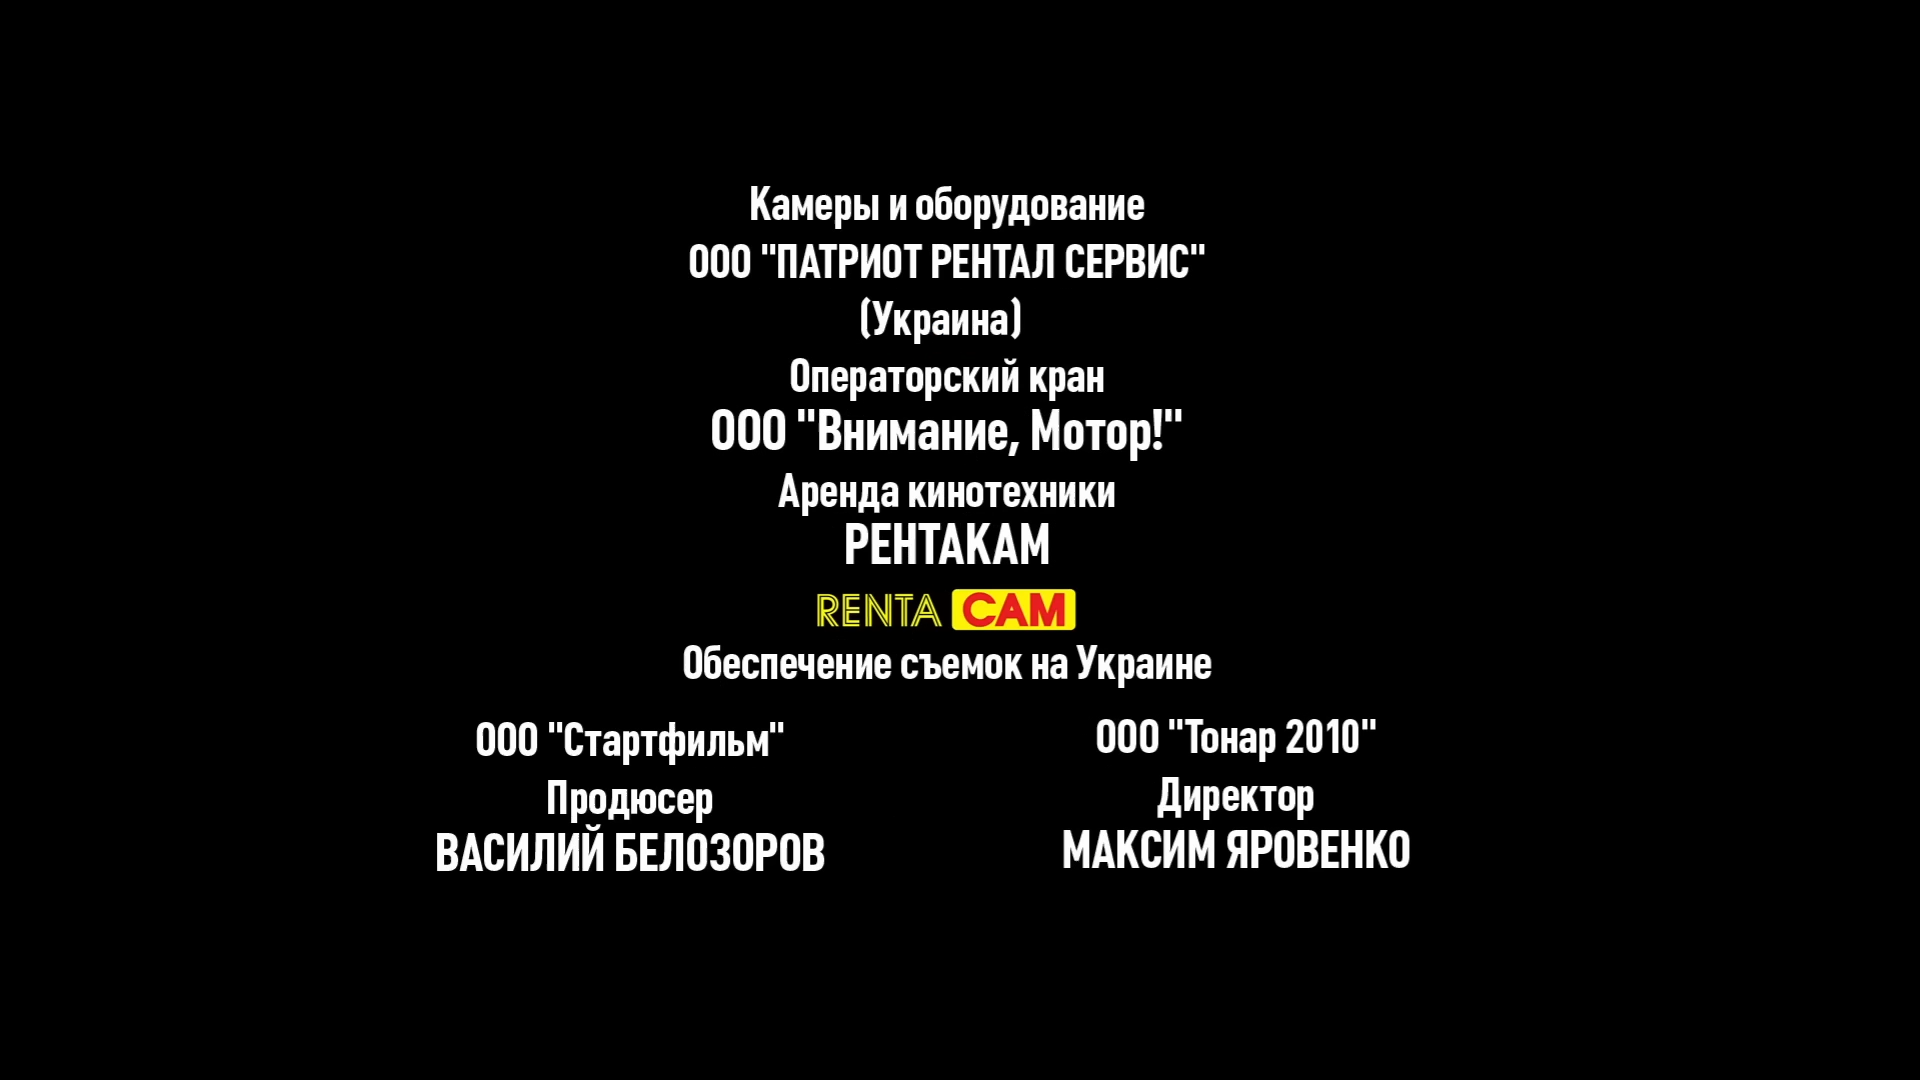 Камеры и оборудование
ООО "ПАТРИОТ РЕНТАЛ СЕРВИС"
(Украина)
Операторский кран
ООО "Внимание, Мотор!"
Аренда кинотехники
РЕНТАКАМ
RENTA CAM
Обеспечение съемок на Украине
ООО "Стартфильм"
Продюсер
ВАСИЛИЙ БЕЛОЗОРОВ
ООО "Тонар 2010"
Директор
МАКСИМ ЯРОВЕНКО